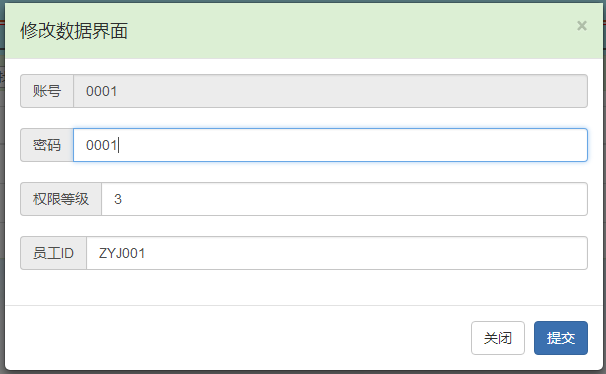 修改数据界面 ×
账号 0001
密码 0001
权限等级 3
员工ID ZYJ001
关闭 提交